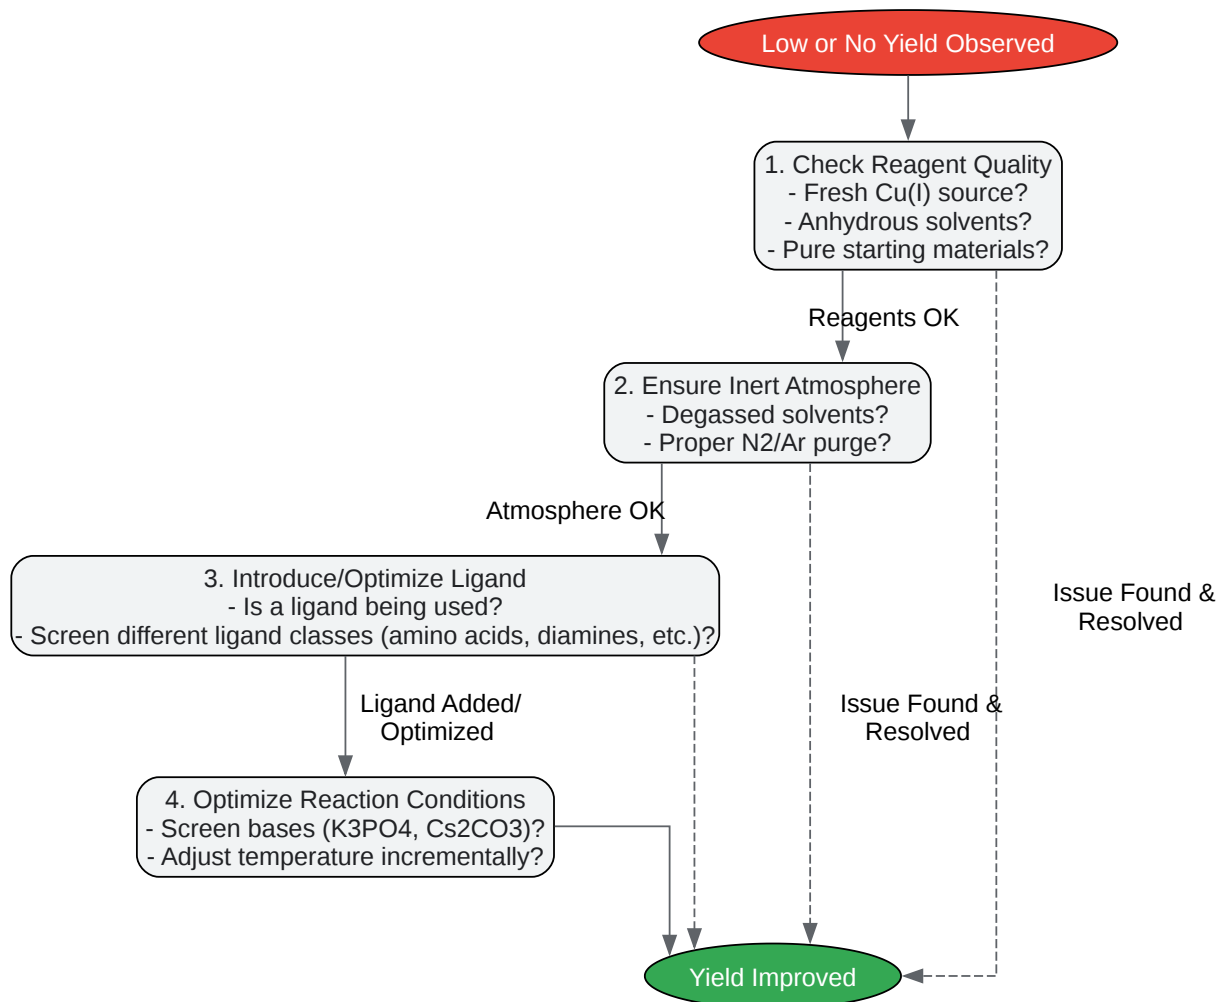 Low or No Yield Observed
1. Check Reagent Quality
- Fresh Cu(I) source?
- Anhydrous solvents?
- Pure starting materials?
Reagents OK
2. Ensure Inert Atmosphere
- Degassed solvents?
- Proper N2/Ar purge?
Atmosphere OK
3. Introduce/Optimize Ligand
- Is a ligand being used?
- Screen different ligand classes (amino acids, diamines, etc.)?
Issue Found &
Resolved
Ligand Added/
Optimized
Issue Found &
Resolved
4. Optimize Reaction Conditions
- Screen bases (K3PO4, Cs2CO3)?
- Adjust temperature incrementally?
Yield Improved